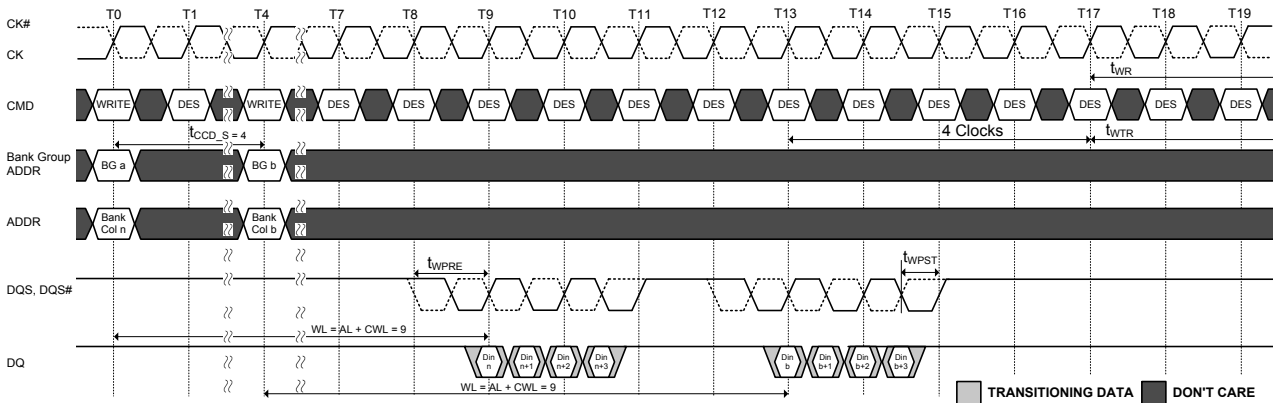 T0 T1 T4 T7 T8 T9 T10 T11 T12 T13 T14 T15 T16 T17 T18 T19
CK#
CK
tWR
CMD WRITE DES WRITE DES DES DES DES DES DES DES DES DES DES DES DES DES
tCCD_S = 4 4 Clocks tWTR
Bank Group
ADDR
BG a BG b
ADDR
Bank
Col n
Bank
Col b
tWPRE tWPST
DQS, DQS#
WL = AL + CWL = 9
DQ
Din
n
Din
n+1
Din
n+2
Din
n+3
Din
b
Din
b+1
Din
b+2
Din
b+3
WL = AL + CWL = 9
TRANSITIONING DATA DON'T CARE